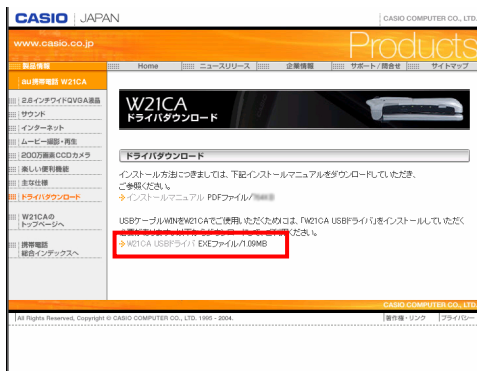 CASIO JAPAN
CASIO COMPUTER CO., LTD.
www.casio.co.jp
Products
製品情報
Home
ニュースリリース
企業情報
サポート/問合せ
サイトマップ
au携帯電話 W21CA
2.6インチワイドQVGA液晶
サウンド
インターネット
ムービー撮影・再生
200万画素CCDカメラ
楽しい便利機能
主な仕様
ドライバダウンロード
W21CAの
トップページへ
携帯電話
総合インデックスへ
W21CA
ドライバダウンロード
ドライバダウンロード
インストール方法につきましては、下記インストールマニュアルをダウンロードしていただき、
ご参照ください。
インストールマニュアル PDFファイル/
USBケーブルWINをW21CAでご使用いただくためには、「W21CA USBドライバ」をインストールしていただく
W21CA USBドライバ EXEファイル/1.09MB
CASIO COMPUTER CO., LTD.
All Rights Reserved, Copyright © CASIO COMPUTER CO., LTD. 1995 - 2004.
著作権・リンク
プライバシー